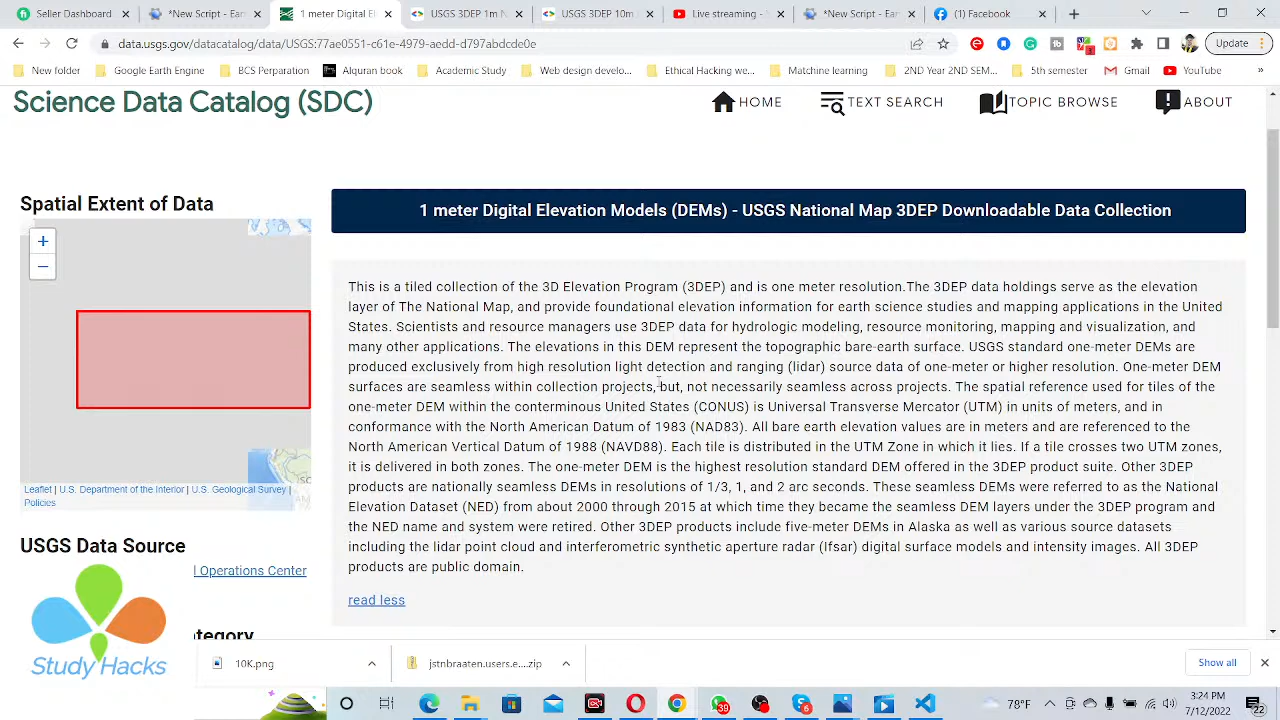 Seller Dashboard
*New Script - Eart
1 meter Digital El
USGS3DEP 1m N
USGS 3DEP 10m
Linear Learning -
*New Script - Ear
(1) Facebook
data.usgs.gov/datacatalog/data/USGS:77ae0551-c61e-4979-aedd-d797abdcde0e
Update
New folder
Google Earth Engine
BCS Perparation
Alquran book
Academic Study
Web design develo...
Ethical Hacking we...
Matchine learning
2ND Year 2ND SEM...
6th semester
Gmail
YouTube
Science Data Catalog (SDC)
HOME
TEXT SEARCH
TOPIC BROWSE
ABOUT
Spatial Extent of Data
+
−
Leaflet | U.S. Department of the Interior | U.S. Geological Survey |
Policies
USGS Data Source
l Operations Center
ategory
Study Hacks
1 meter Digital Elevation Models (DEMs) - USGS National Map 3DEP Downloadable Data Collection
This is a tiled collection of the 3D Elevation Program (3DEP) and is one meter resolution.The 3DEP data holdings serve as the elevation
layer of The National Map, and provide foundational elevation information for earth science studies and mapping applications in the United
States. Scientists and resource managers use 3DEP data for hydrologic modeling, resource monitoring, mapping and visualization, and
many other applications. The elevations in this DEM represent the topographic bare-earth surface. USGS standard one-meter DEMs are
produced exclusively from high resolution light detection and ranging (lidar) source data of one-meter or higher resolution. One-meter DEM
surfaces are seamless within collection projects, but, not necessarily seamless across projects. The spatial reference used for tiles of the
one-meter DEM within the conterminous United States (CONUS) is Universal Transverse Mercator (UTM) in units of meters, and in
conformance with the North American Datum of 1983 (NAD83). All bare earth elevation values are in meters and are referenced to the
North American Vertical Datum of 1988 (NAVD88). Each tile is distributed in the UTM Zone in which it lies. If a tile crosses two UTM zones,
it is delivered in both zones. The one-meter DEM is the highest resolution standard DEM offered in the 3DEP product suite. Other 3DEP
products are nationally seamless DEMs in resolutions of 1/3, 1, and 2 arc seconds. These seamless DEMs were referred to as the National
Elevation Dataset (NED) from about 2000 through 2015 at which time they became the seamless DEM layers under the 3DEP program and
the NED name and system were retired. Other 3DEP products include five-meter DEMs in Alaska as well as various source datasets
including the lidar point cloud and interferometric synthetic aperture radar (Ifsar) digital surface models and intensity images. All 3DEP
products are public domain.
read less
10K.png
jstnbraaten.users.e....zip
Show all
39
6
3:24 PM
7/12/2022
22